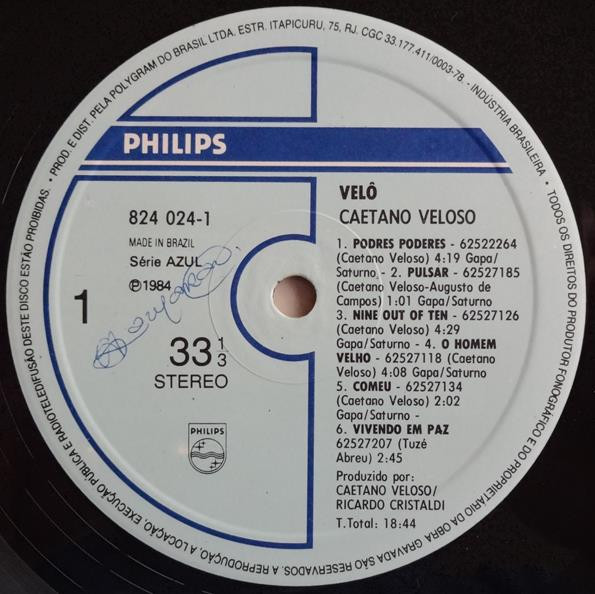 • PROD. E DIST. PELA POLYGRAM DO BRASIL LTDA. ESTR. ITAPICURU, 75, RJ. CGC 33.177.411/0003-78. - INDÚSTRIA BRASILEIRA
• TODOS OS DIREITOS DO PRODUTOR FONOGRÁFICO E DO PROPRIETÁRIO DA OBRA GRAVADA SÃO RESERVADOS. A REPRODUÇÃO, A LOCAÇÃO, EXECUÇÃO PÚBLICA E RADIOTELEDIFUSÃO DESTE DISCO ESTÃO PROIBIDAS.
PHILIPS
824 024-1
MADE IN BRAZIL
Série AZUL
Ⓟ1984
1
33 1/3
STEREO
PHILIPS
VELÔ
CAETANO VELOSO
1. PODRES PODERES - 62522264
(Caetano Veloso) 4:19 Gapa/
Saturno - 2. PULSAR - 62527185
(Caetano Veloso-Augusto de
Campos) 1:01 Gapa/Saturno
3. NINE OUT OF TEN - 62527126
(Caetano Veloso) 4:29
Gapa/Saturno - 4. O HOMEM
VELHO - 62527118 (Caetano
Veloso) 4:08 Gapa/Saturno
5. COMEU - 62527134
(Caetano Veloso) 2:02
Gapa/Saturno -
6. VIVENDO EM PAZ
62527207 (Tuzé
Abreu) 2:45
Produzido por:
CAETANO VELOSO/
RICARDO CRISTALDI
T.Total: 18:44